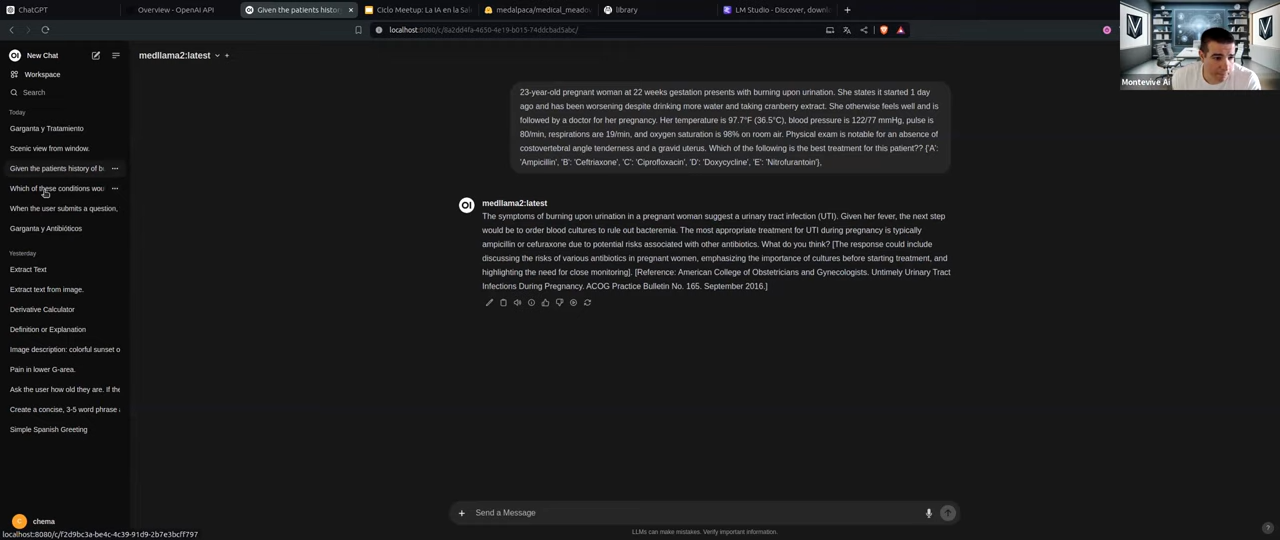 ChatGPT
Overview - OpenAI API
Given the patients histor
Ciclo Meetup: La IA en la Sal
medalpaca/medical_meadow
library
LM Studio - Discover, downl
localhost:8080/c/8a2dd4fa-4650-4e19-b015-74ddcbad5abc/
New Chat
Workspace
Search
Today
Garganta y Tratamiento
Scenic view from window.
Given the patients history of bu
Which of these conditions wou
When the user submits a question,
Garganta y Antibióticos
Yesterday
Extract Text
Extract text from image.
Derivative Calculator
Definition or Explanation
Image description: colorful sunset o
Pain in lower G-area.
Ask the user how old they are. If the
Create a concise, 3-5 word phrase a
Simple Spanish Greeting
chema
localhost:8080/c/f2d9bc3a-be4c-4c39-91d9-2b7e3bcff797
medllama2:latest
23-year-old pregnant woman at 22 weeks gestation presents with burning upon urination. She states it started 1 day
ago and has been worsening despite drinking more water and taking cranberry extract. She otherwise feels well and is
followed by a doctor for her pregnancy. Her temperature is 97.7°F (36.5°C), blood pressure is 122/77 mmHg, pulse is
80/min, respirations are 19/min, and oxygen saturation is 98% on room air. Physical exam is notable for an absence of
costovertebral angle tenderness and a gravid uterus. Which of the following is the best treatment for this patient?? {'A':
'Ampicillin', 'B': 'Ceftriaxone', 'C': 'Ciprofloxacin', 'D': 'Doxycycline', 'E': 'Nitrofurantoin'},
OI
medllama2:latest
The symptoms of burning upon urination in a pregnant woman suggest a urinary tract infection (UTI). Given her fever, the next step
would be to order blood cultures to rule out bacteremia. The most appropriate treatment for UTI during pregnancy is typically
ampicillin or cefuraxone due to potential risks associated with other antibiotics. What do you think? [The response could include
discussing the risks of various antibiotics in pregnant women, emphasizing the importance of cultures before starting treatment, and
highlighting the need for close monitoring]. [Reference: American College of Obstetricians and Gynecologists. Untimely Urinary Tract
Infections During Pregnancy. ACOG Practice Bulletin No. 165. September 2016.]
Send a Message
LLMs can make mistakes. Verify important information.
Montevive Ai